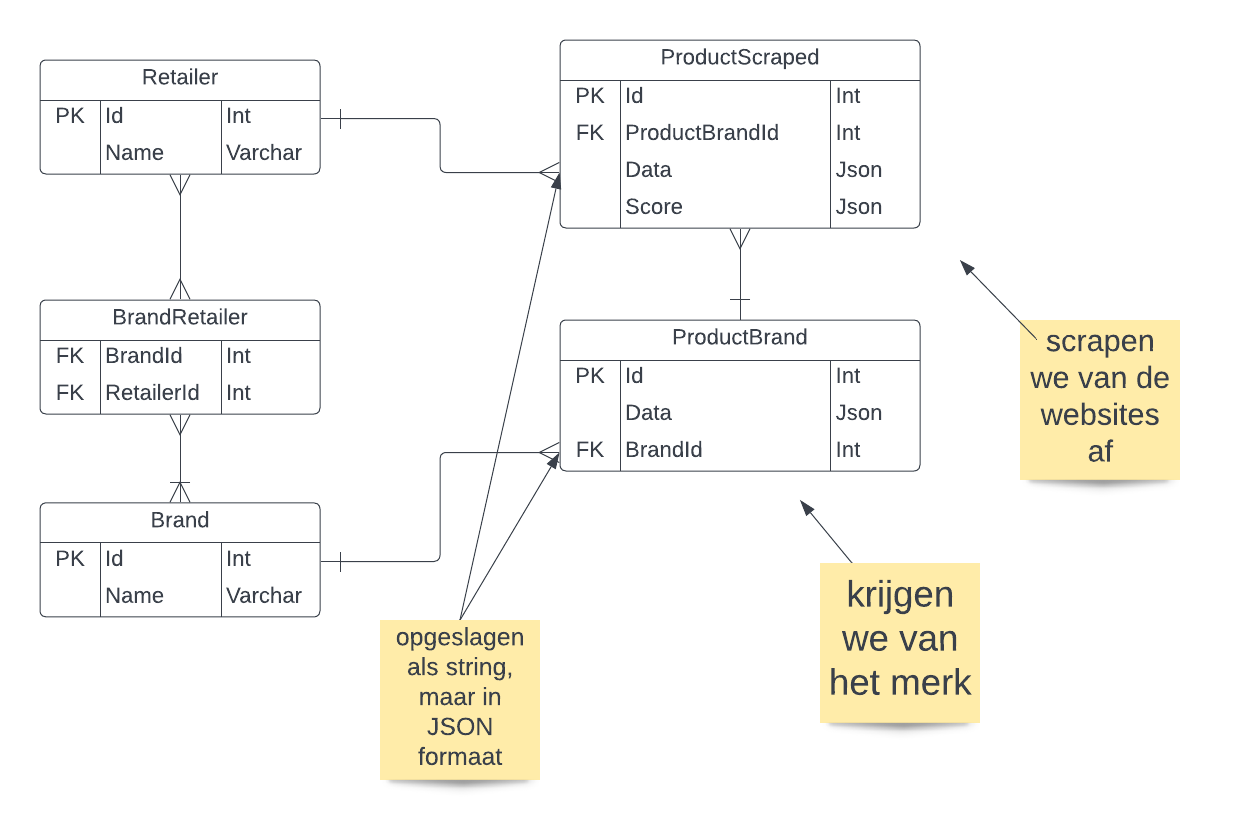 Retailer
PK Id Int
Name Varchar
ProductScraped
PK Id Int
FK ProductBrandId Int
Data Json
Score Json
BrandRetailer
FK BrandId Int
FK RetailerId Int
ProductBrand
PK Id Int
Data Json
FK BrandId Int
scrapen
we van de
websites
af
Brand
PK Id Int
Name Varchar
opgeslagen
als string,
maar in
JSON
formaat
krijgen
we van
het merk